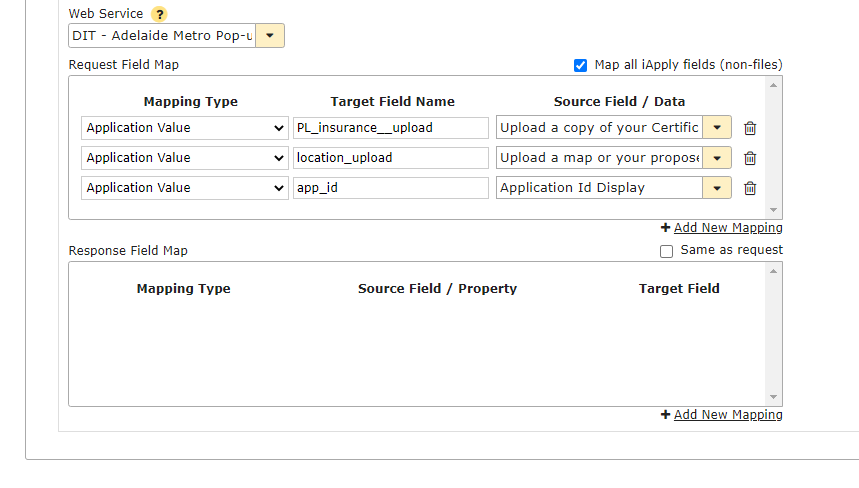 Web Service ?
DIT - Adelaide Metro Pop-u
Request Field Map Map all iApply fields (non-files)
Mapping Type Target Field Name Source Field / Data
Application Value PL_insurance__upload Upload a copy of your Certific
Application Value location_upload Upload a map or your propose
Application Value app_id Application Id Display
+ Add New Mapping
Response Field Map Same as request
Mapping Type Source Field / Property Target Field
+ Add New Mapping